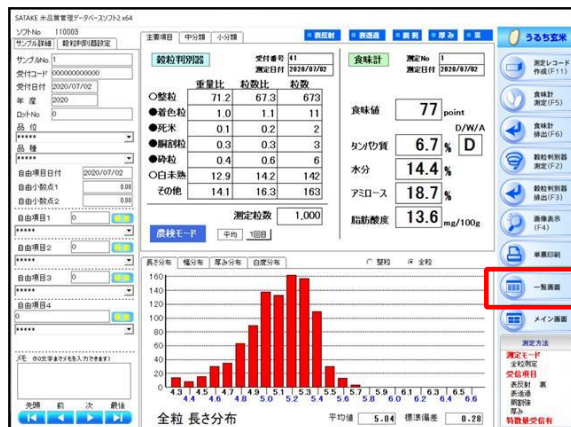 SATAKE 米品質管理データベースソフト2 x64
ソフトNo 110003
サンプル詳細 穀粒判別器設定
サンプルNo. 1
受付コード 000000000000
受付日付 2020/07/02
年 産 2020
ロットNo 0
品 位
*****
品 種
*****
自由項目日付 2020/07/02
自由小数点1 0.00
自由小数点2 0.00
自由項目1 0
*****
自由項目2 0
*****
自由項目3 0
*****
自由項目4
0
*****
先頭 前 次 最後
主要項目 中分類 小分類
表反射 表透過 胴割 厚み 裏
穀粒判別器 受付番号 41
測定日付 2020/07/02
重量比 粒数比 粒数
○整粒 71.2 67.3 673
●着色粒 1.0 1.1 11
●死米 0.1 0.2 2
●胴割粒 0.3 0.3 3
●砕粒 0.4 0.6 6
○白未熟 12.9 14.2 142
その他 14.1 16.3 163
測定粒数 1,000
農検モード 平均 1回目
食味計 測定No 1
測定日付 2020/07/02
食味値 77 point
D/W/A
タンパク質 6.7 % D
水分 14.4 %
アミロース 18.7 %
脂肪酸度 13.6 mg/100g
長さ分布 幅分布 厚み分布 白度分布
整粒 全粒
160
140
120
100
80
60
40
20
0
4.3 4.5 4.7 4.9 5.1 5.3 5.5 5.7 5.9 6.1 6.3 6.5
4.4 4.6 4.8 5.0 5.2 5.4 5.6 5.8 6.0 6.2 6.4 6.6
全粒 長さ分布 平均値 5.04 標準偏差 0.28
うるち玄米
測定レコード
作成(F11)
食味計
測定(F5)
食味計
排出(F6)
穀粒判別器
測定(F2)
穀粒判別器
排出(F3)
画像表示
(F4)
単票印刷
一覧画面
メイン画面
測定方法
測定モード
全粒測定
受信項目
表反射 裏
表透過
胴割
厚み
特数量受信有